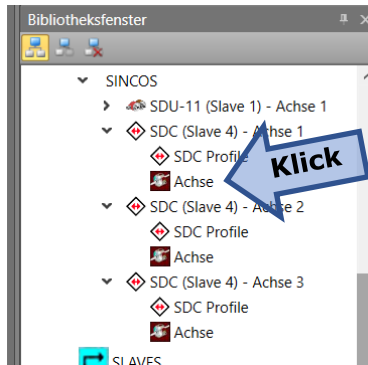 Bibliotheksfenster
SINCOS
SDU-11 (Slave 1) - Achse 1
SDC (Slave 4) - Achse 1
SDC Profile
Achse
Klick
SDC (Slave 4) - Achse 2
SDC Profile
Achse
SDC (Slave 4) - Achse 3
SDC Profile
Achse
SLAVES